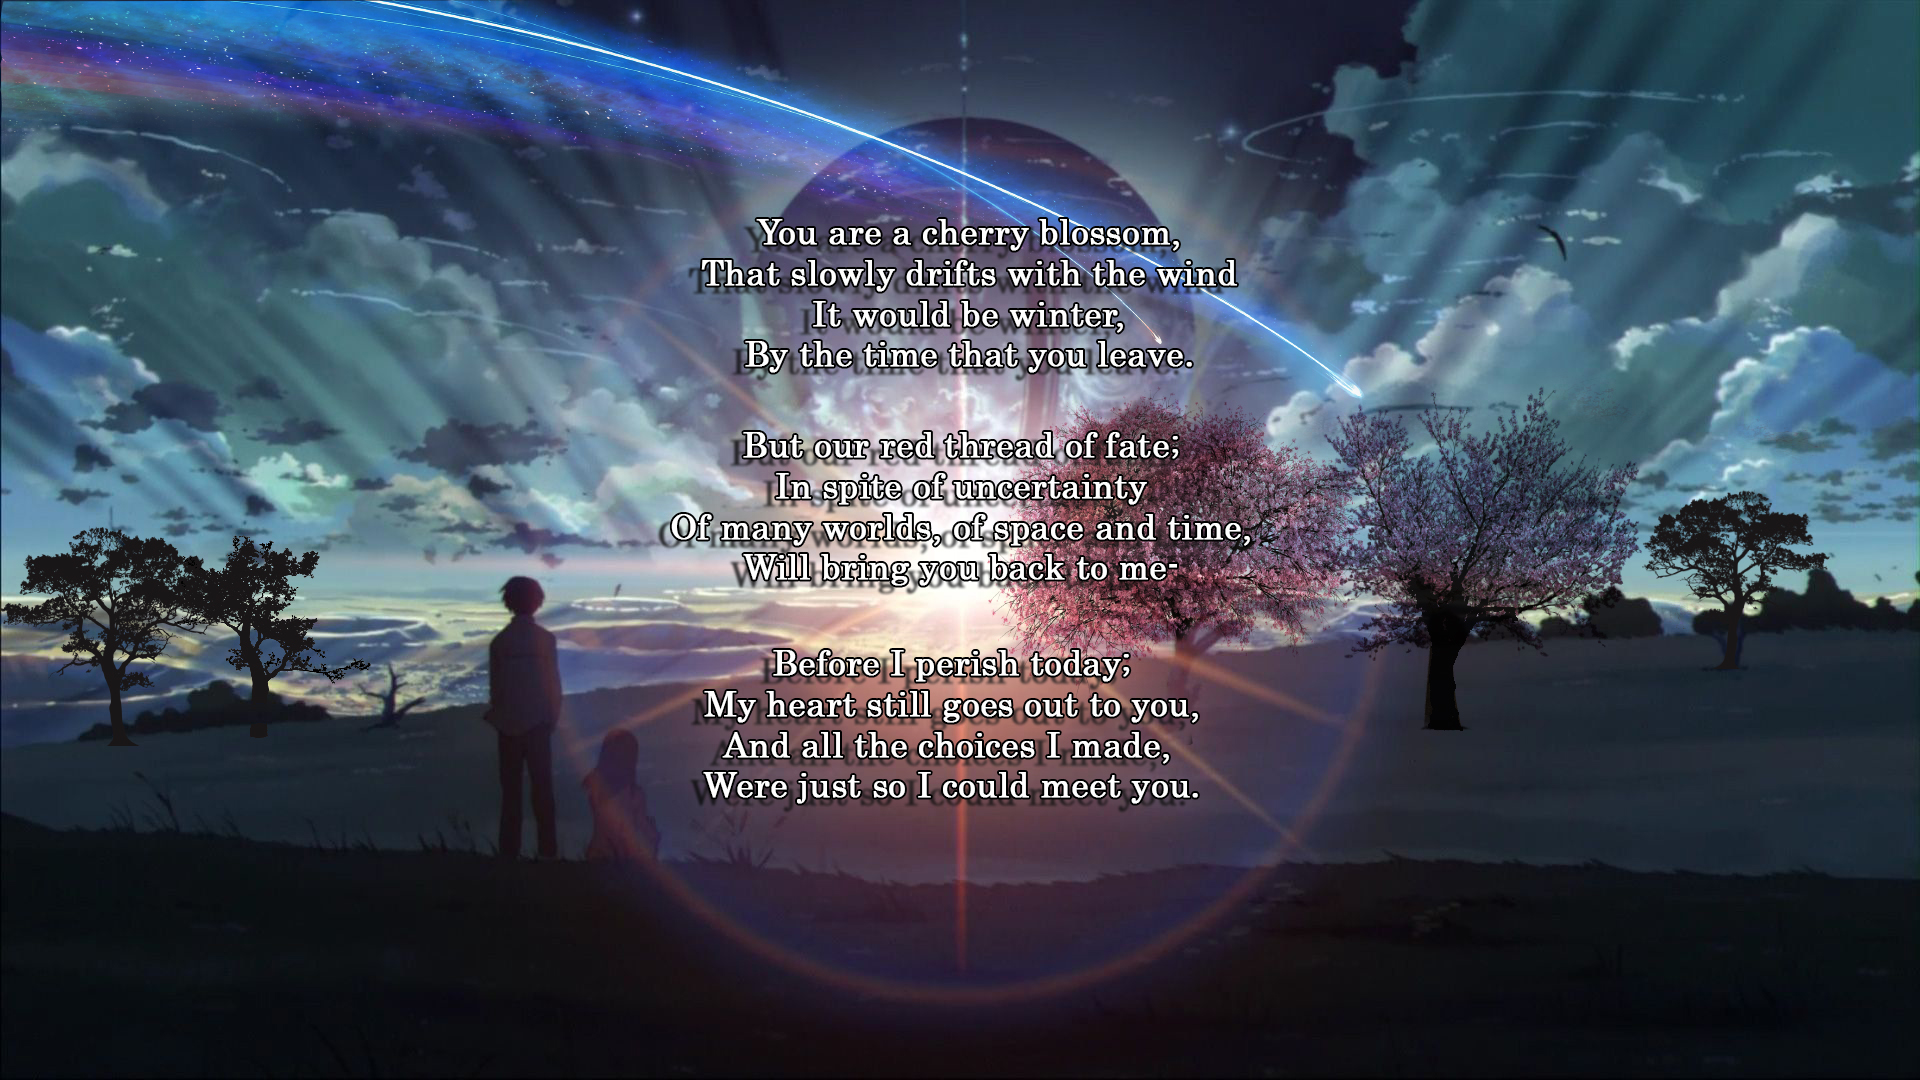 You are a cherry blossom,
That slowly drifts with the wind
It would be winter,
By the time that you leave.
But our red thread of fate;
In spite of uncertainty
Of many worlds, of space and time,
Will bring you back to me-
Before I perish today;
My heart still goes out to you,
And all the choices I made,
Were just so I could meet you.